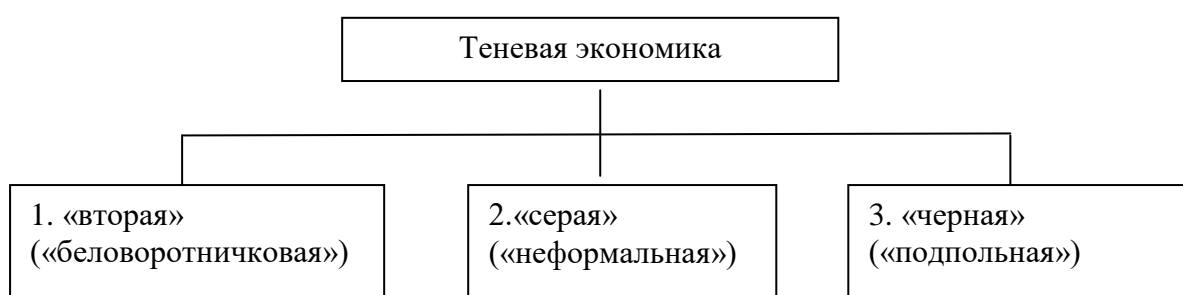 Теневая экономика
1. «вторая»
(«беловоротничковая»)
2.«серая»
(«неформальная»)
3. «черная»
(«подпольная»)